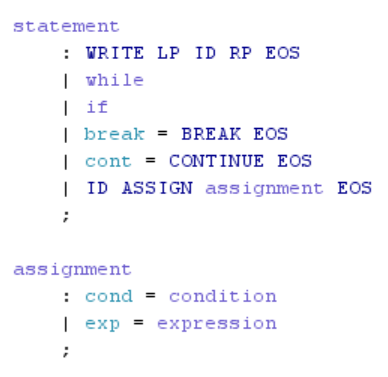 statement
: WRITE LP ID RP EOS
| while
| if
| break = BREAK EOS
| cont = CONTINUE EOS
| ID ASSIGN assignment EOS
;
assignment
: cond = condition
| exp = expression
;